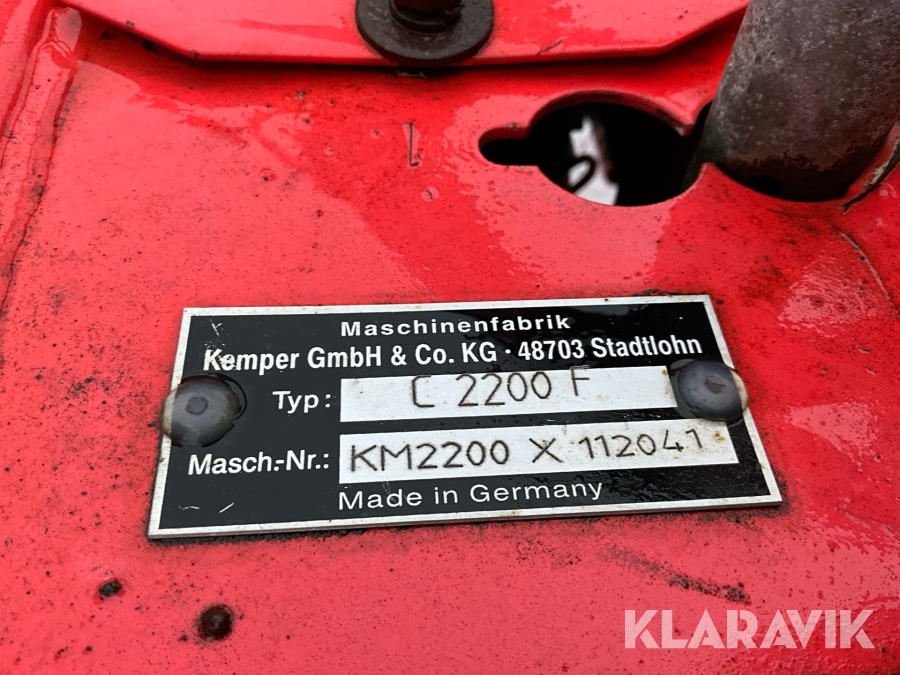 Maschinenfabrik
Kemper GmbH & Co. KG · 48703 Stadtlohn
Typ: C 2200 F
Masch.-Nr.: KM2200 X 112041
Made in Germany
KLARAVIK